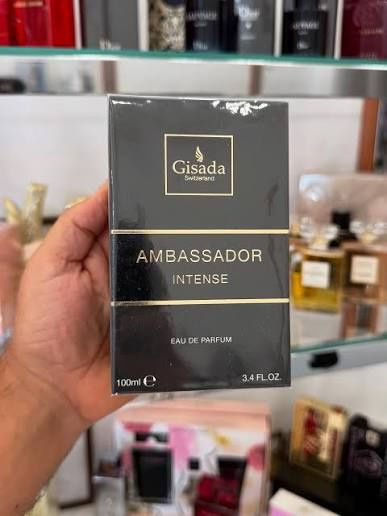 Gisada
Switzerland
AMBASSADOR
INTENSE
EAU DE PARFUM
100ml ℮ 3.4 FL.OZ.